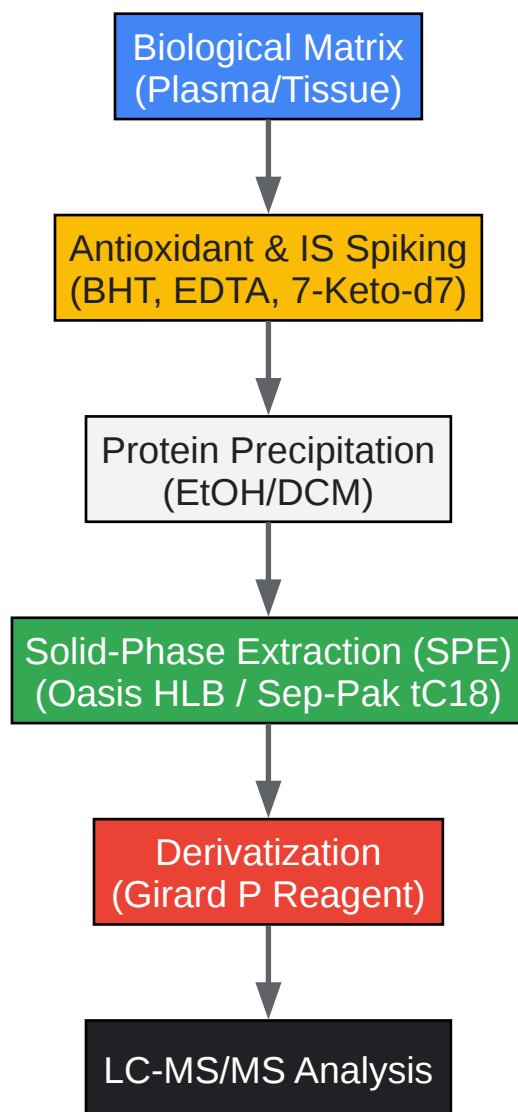 Biological Matrix
(Plasma/Tissue)
Antioxidant & IS Spiking
(BHT, EDTA, 7-Keto-d7)
Protein Precipitation
(EtOH/DCM)
Solid-Phase Extraction (SPE)
(Oasis HLB / Sep-Pak tC18)
Derivatization
(Girard P Reagent)
LC-MS/MS Analysis